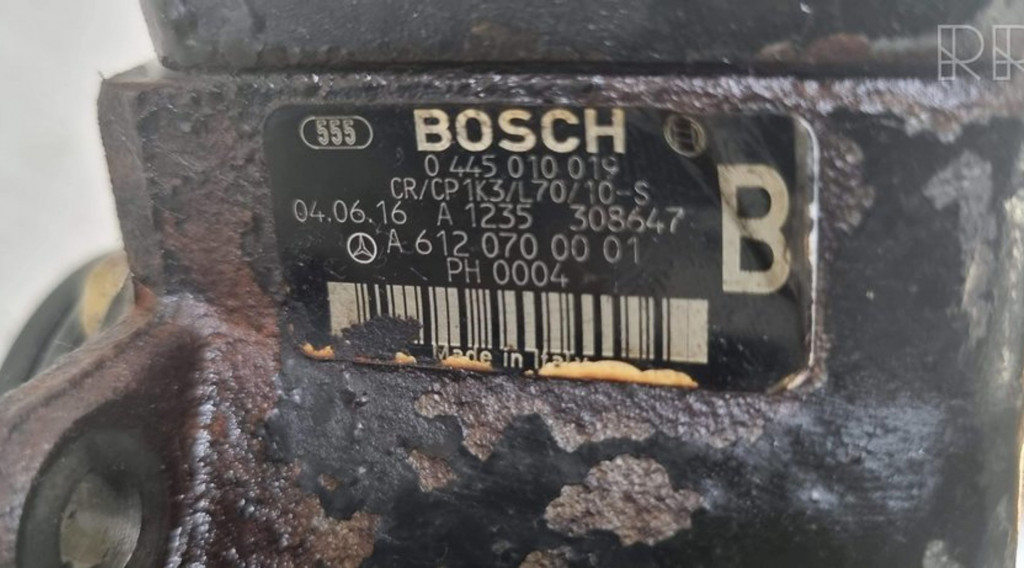 555 BOSCH
0 445 010 019
CR/CP1K3/L70/10-S
B
04.06.16 A 1235 308647
A 612 070 00 01
PH 0004
Made in Italy